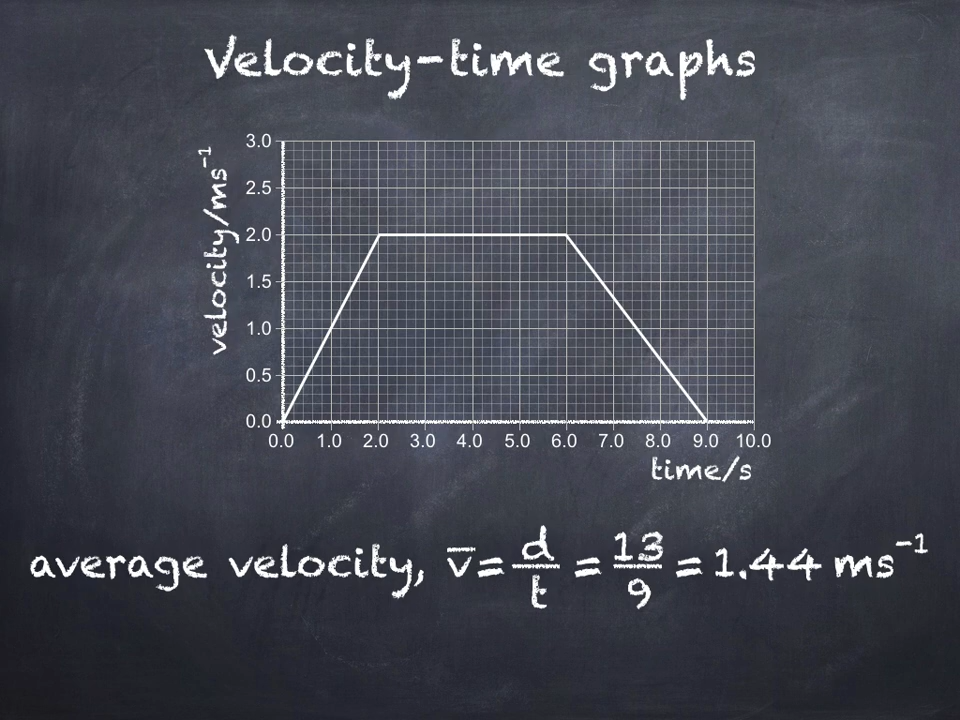 Velocity-time graphs
velocity/ms⁻¹
3.0
2.5
2.0
1.5
1.0
0.5
0.0
0.0 1.0 2.0 3.0 4.0 5.0 6.0 7.0 8.0 9.0 10.0
time/s
average velocity, v̅ = d/t = 13/9 = 1.44 ms⁻¹